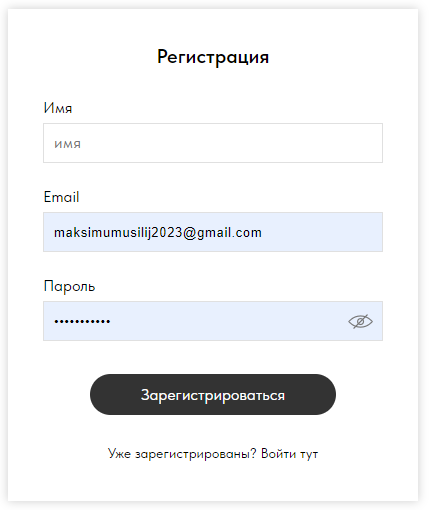 Регистрация
Имя
имя
Email
maksimumusilij2023@gmail.com
Пароль
•••••••••••
Зарегистрироваться
Уже зарегистрированы? Войти тут